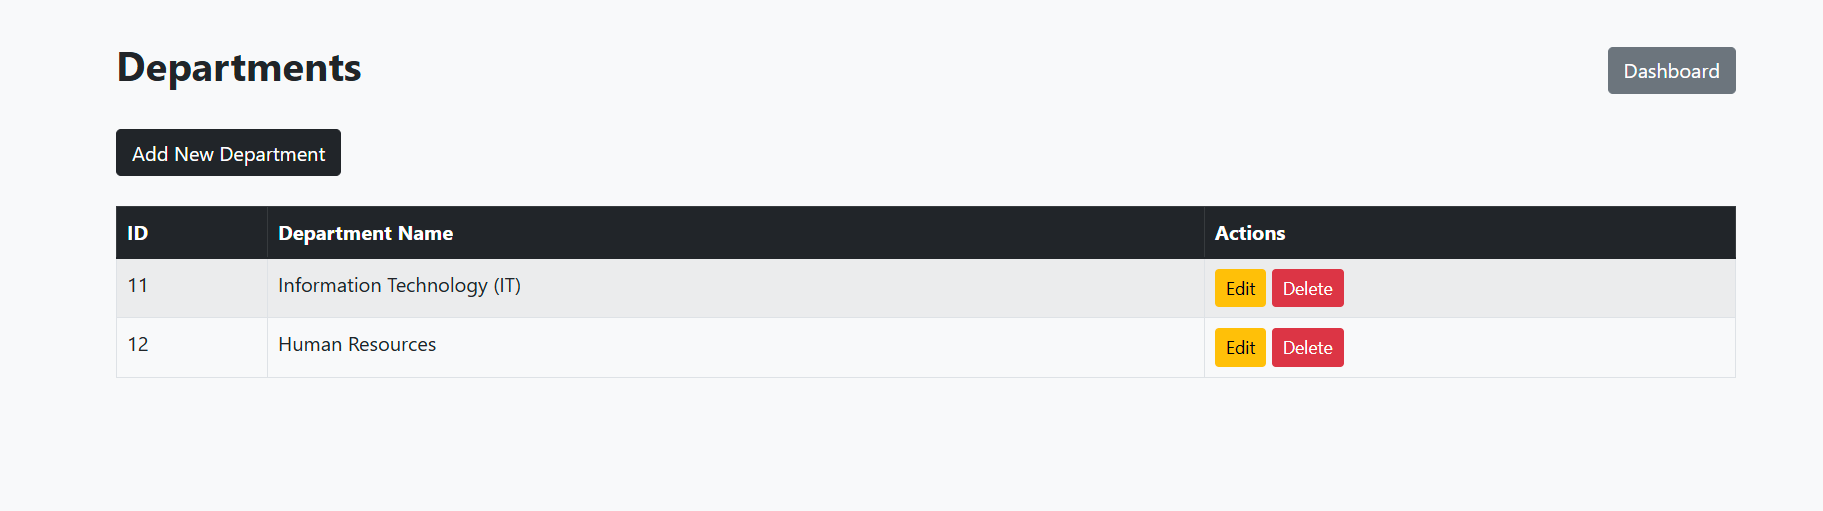 Departments
Dashboard
Add New Department
ID Department Name Actions
11 Information Technology (IT) Edit Delete
12 Human Resources Edit Delete